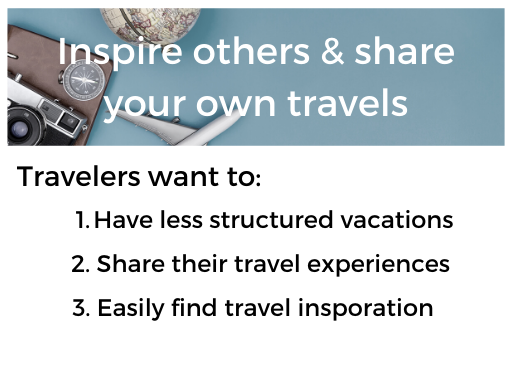 Inspire others & share
your own travels
Travelers want to:
1. Have less structured vacations
2. Share their travel experiences
3. Easily find travel insporation